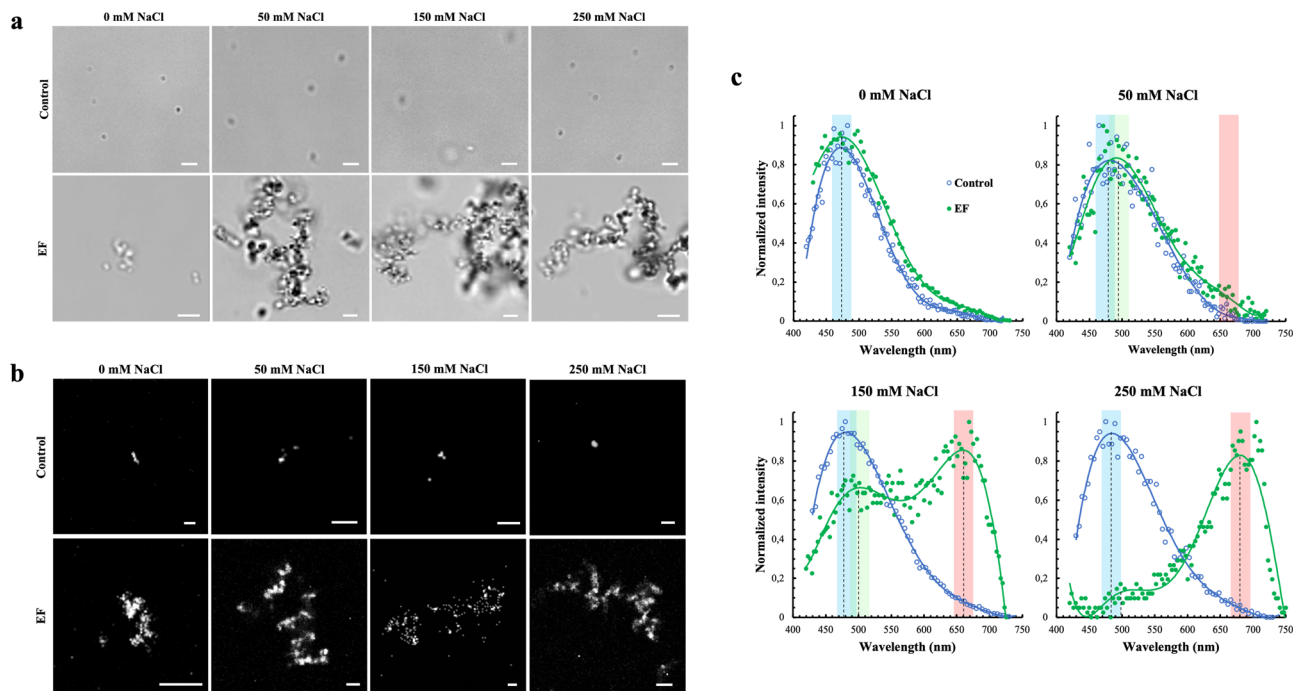 a
0 mM NaCl 50 mM NaCl 150 mM NaCl 250 mM NaCl
Control
EF
b
0 mM NaCl 50 mM NaCl 150 mM NaCl 250 mM NaCl
Control
EF
c
0 mM NaCl
Normalized intensity
1
0,8
0,6
0,4
0,2
0
400 450 500 550 600 650 700 750
Wavelength (nm)
Control
EF
50 mM NaCl
Normalized intensity
1
0,8
0,6
0,4
0,2
0
400 450 500 550 600 650 700 750
Wavelength (nm)
150 mM NaCl
Normalized intensity
1
0,8
0,6
0,4
0,2
0
400 450 500 550 600 650 700 750
Wavelength (nm)
250 mM NaCl
Normalized intensity
1
0,8
0,6
0,4
0,2
0
400 450 500 550 600 650 700 750
Wavelength (nm)